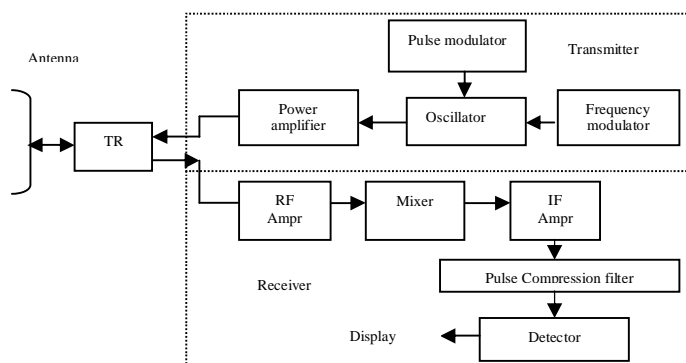 Pulse modulator
Transmitter
Antenna
Power
amplifier
Oscillator
Frequency
modulator
TR
RF
Ampr
Mixer
IF
Ampr
Pulse Compression filter
Receiver
Display
Detector